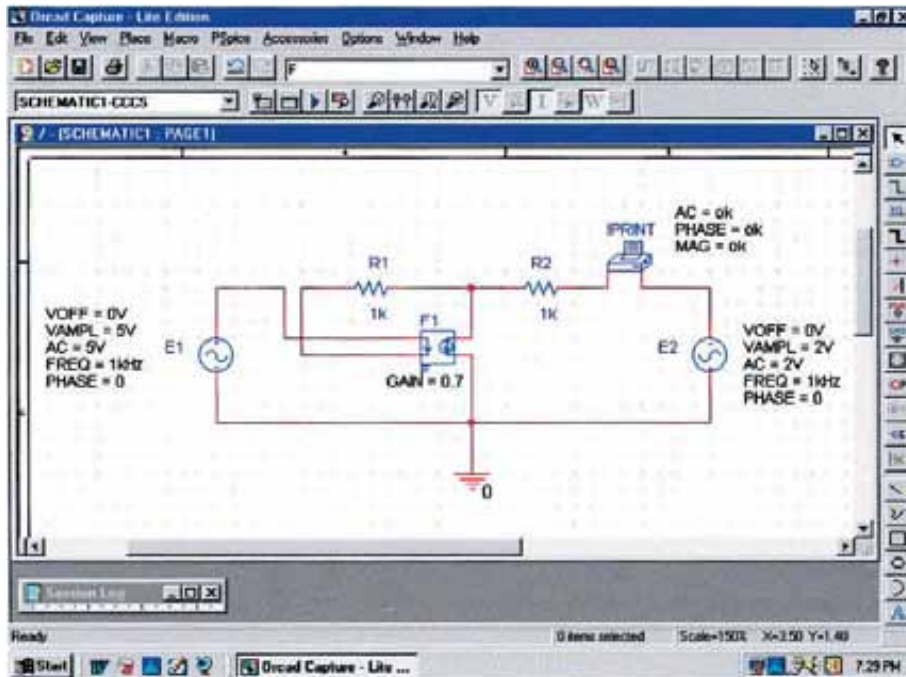 Orcad Capture - Lite Edition
File Edit View Place Macro PSpice Accessories Options Window Help
F
SCHEMATIC1-CCCS
V I W
/ - (SCHEMATIC1 : PAGE1)
AC = ok
PHASE = ok
MAG = ok
IPRINT
R1
1k
R2
1k
VOFF = 0V
VAMPL = 5V
AC = 5V
FREQ = 1kHz
PHASE = 0
E1
F1
F
GAIN = 0.7
E2
VOFF = 0V
VAMPL = 2V
AC = 2V
FREQ = 1kHz
PHASE = 0
0
Session Log
Ready
0 items selected Scale=150% X=3.50 Y=1.40
Start
Orcad Capture - Lite ...
7:29 PM